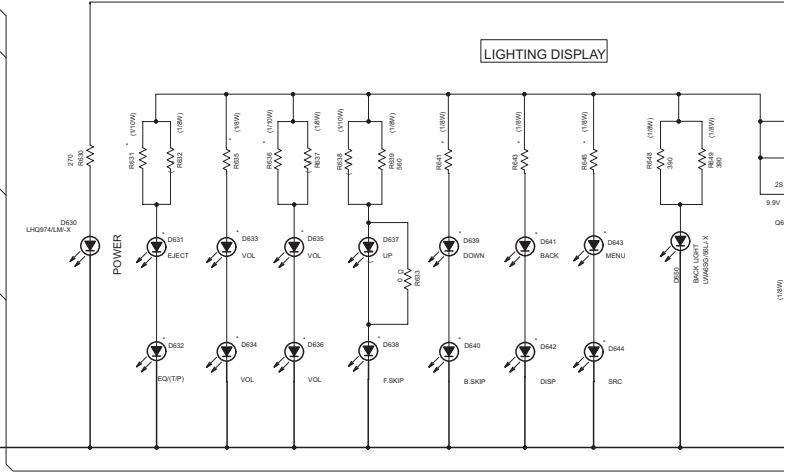 LIGHTING DISPLAY
270
R630
R631
(1/10W)
R632
(1/8W)
R635
(1/8W)
R636
(1/10W)
R637
(1/8W)
R638
(1/10W)
R639
560
(1/8W)
R641
(1/8W)
R643
(1/8W)
R645
(1/8W)
R648
390
(1/8W)
R649
390
(1/8W)
2S
9.9V
Q6
(1/8W)
D630
LHQ974/LM/-X
POWER
D631
EJECT
D633
VOL
D635
VOL
D637
UP
0 Ω
R633
D639
DOWN
D641
BACK
D643
MENU
D650
BACK LIGHT
D632
EQ/(T/P)
D634
VOL
D636
VOL
D638
F.SKIP
D640
B.SKIP
D642
DISP
D644
SRC